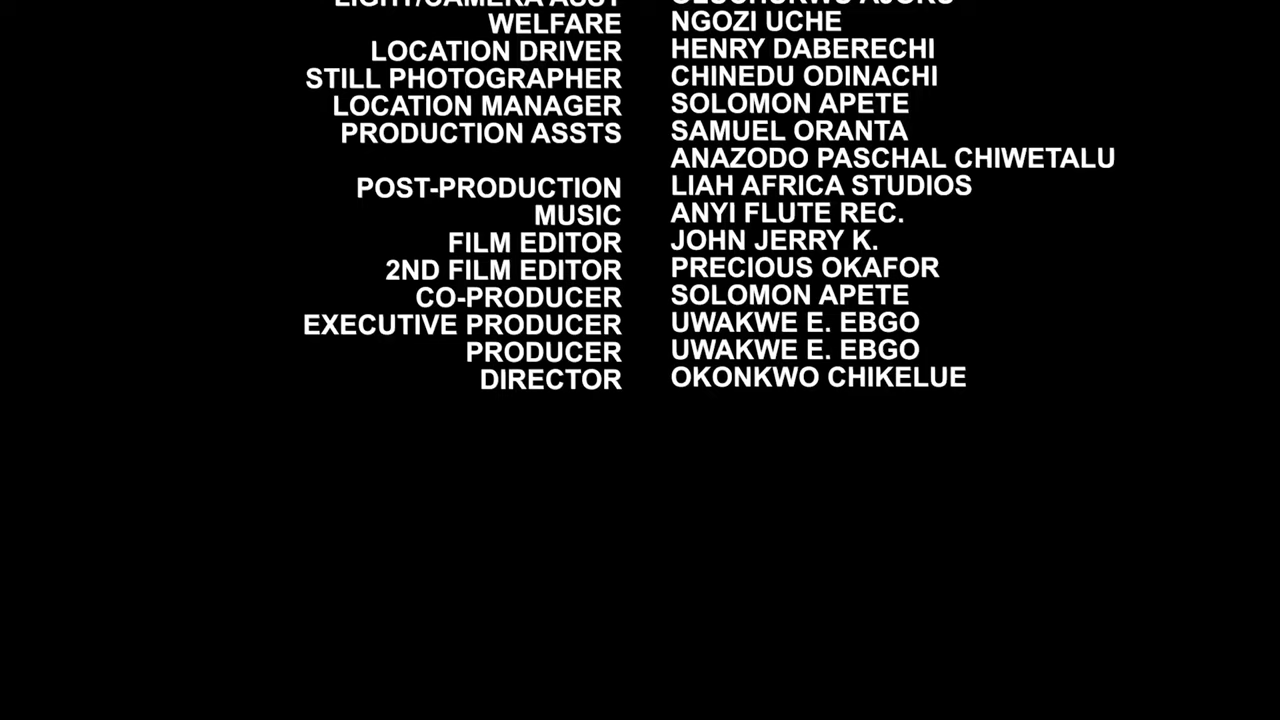 WELFARE NGOZI UCHE
LOCATION DRIVER HENRY DABERECHI
STILL PHOTOGRAPHER CHINEDU ODINACHI
LOCATION MANAGER SOLOMON APETE
PRODUCTION ASSTS SAMUEL ORANTA
ANAZODO PASCHAL CHIWETALU
POST-PRODUCTION LIAH AFRICA STUDIOS
MUSIC ANYI FLUTE REC.
FILM EDITOR JOHN JERRY K.
2ND FILM EDITOR PRECIOUS OKAFOR
CO-PRODUCER SOLOMON APETE
EXECUTIVE PRODUCER UWAKWE E. EBGO
PRODUCER UWAKWE E. EBGO
DIRECTOR OKONKWO CHIKELUE